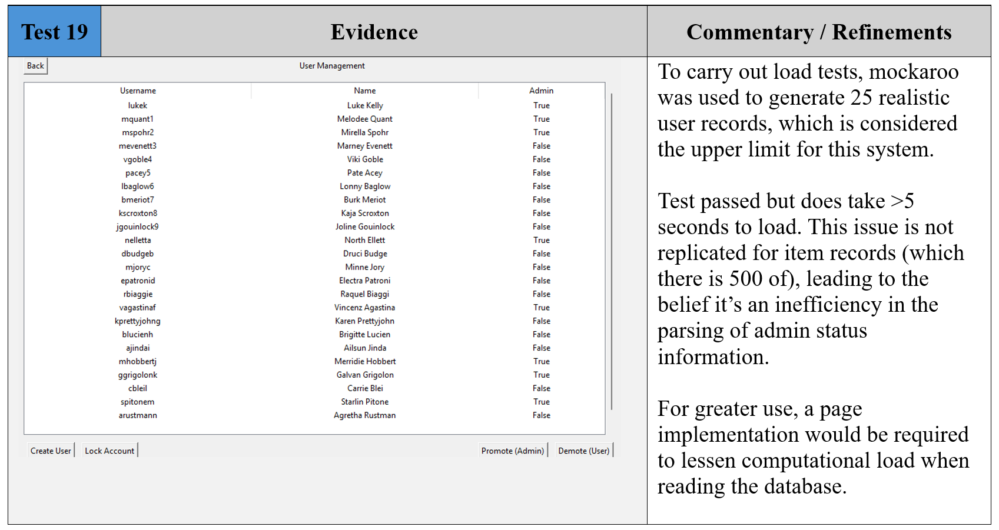 Test 19 Evidence Commentary / Refinements
Back User Management
Username Name Admin
lukek Luke Kelly True
mquant1 Melodee Quant True
mspohr2 Mirella Spohr True
mevenett3 Marney Evenett False
vgoble4 Viki Goble False
pacey5 Pate Acey False
lbaglow6 Lonny Baglow False
bmeriot7 Burk Meriot False
kscroxton8 Kaja Scroxton False
jgouinlock9 Joline Gouinlock False
nelletta North Ellett True
dbudgeb Druci Budge False
mjoryc Minne Jory False
epatronid Electra Patroni False
rbiaggie Raquel Biaggi False
vagastinaf Vincenz Agastina True
kprettyjohng Karen Prettyjohn False
blucienh Brigitte Lucien False
ajindai Ailsun Jinda False
mhobbertj Merridie Hobbert True
ggrigolonk Galvan Grigolon True
cbleil Carrie Blei False
spitonem Starlin Pitone True
arustmann Agretha Rustman False
Create User Lock Account Promote (Admin) Demote (User)
To carry out load tests, mockaroo
was used to generate 25 realistic
user records, which is considered
the upper limit for this system.
Test passed but does take >5
seconds to load. This issue is not
replicated for item records (which
there is 500 of), leading to the
belief it’s an inefficiency in the
parsing of admin status
information.
For greater use, a page
implementation would be required
to lessen computational load when
reading the database.